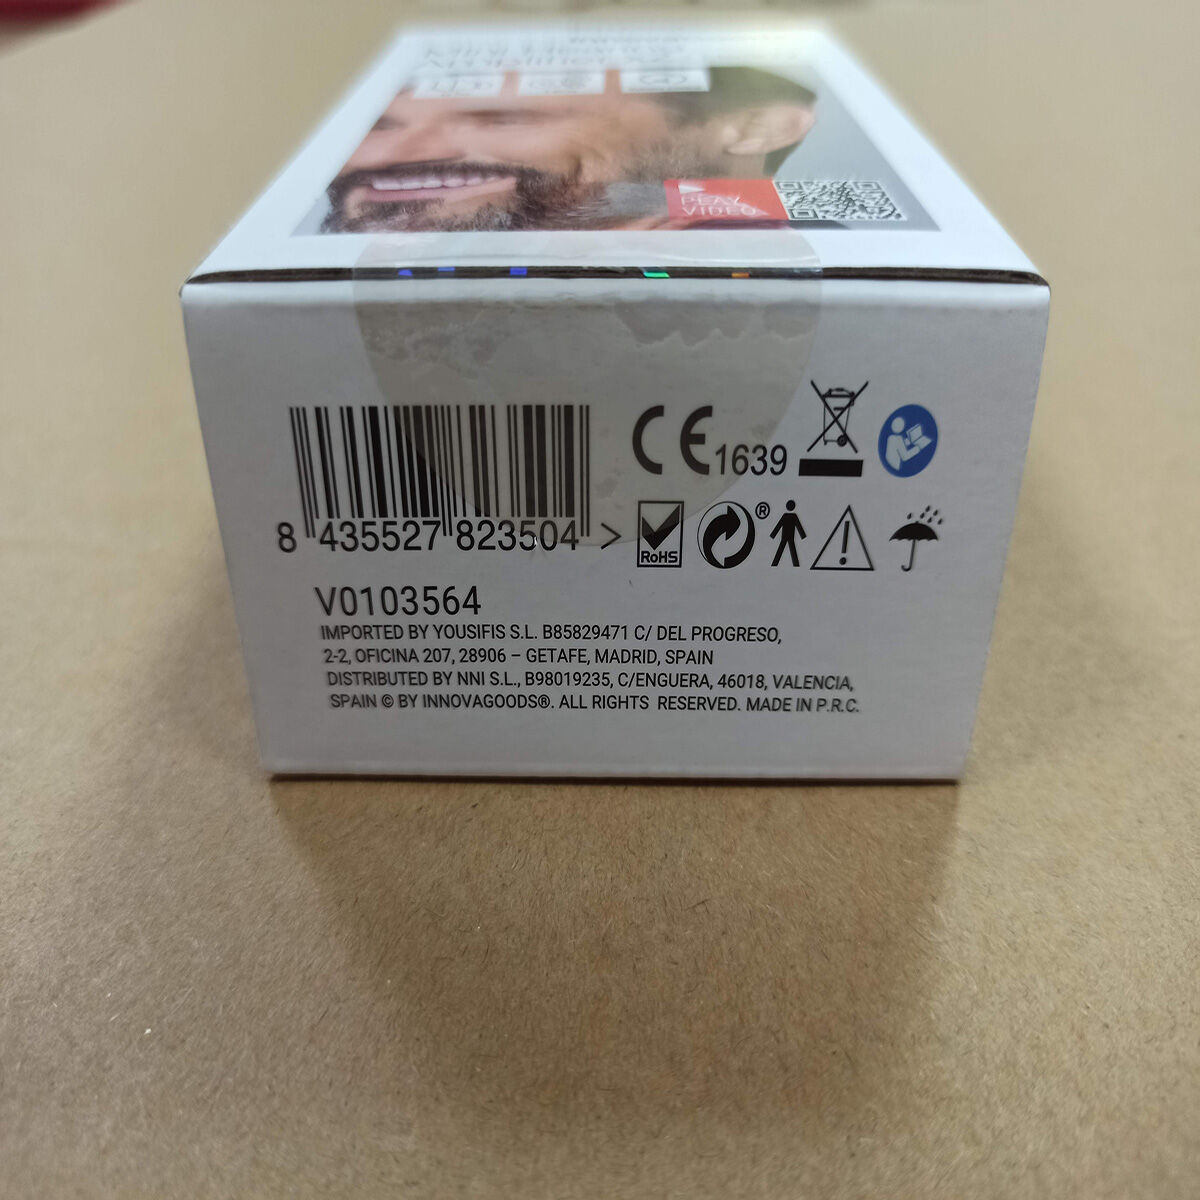 PLAY
VIDEO
CE 1639
8 435527 823504 >
RoHS
®
V0103564
IMPORTED BY YOUSIFIS S.L. B85829471 C/ DEL PROGRESO,
2-2, OFICINA 207, 28906 – GETAFE, MADRID, SPAIN
DISTRIBUTED BY NNI S.L., B98019235, C/ENGUERA, 46018, VALENCIA,
SPAIN © BY INNOVAGOODS®. ALL RIGHTS RESERVED. MADE IN P.R.C.